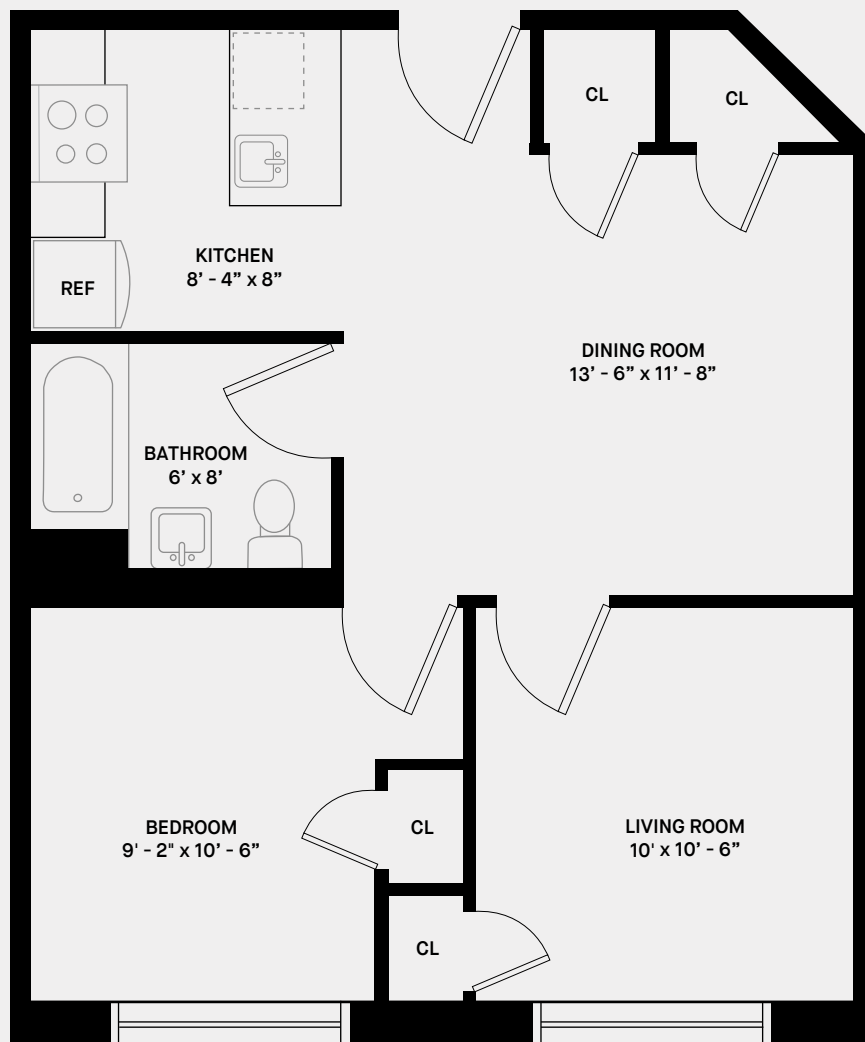 CL
CL
KITCHEN
8’ - 4” x 8”
REF
DINING ROOM
13’ - 6” x 11’ - 8”
BATHROOM
6’ x 8’
BEDROOM
9' - 2" x 10’ - 6”
CL
LIVING ROOM
10' x 10’ - 6”
CL